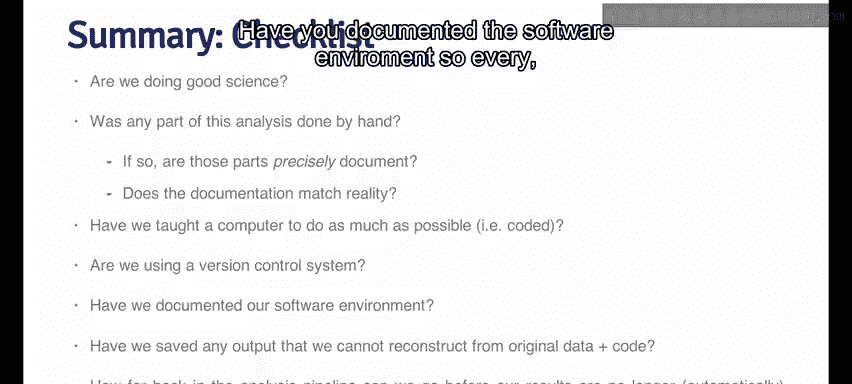 Summary: Checklist
Have you documented the software
enviroment so every,
· Are we doing good science?
· Was any part of this analysis done by hand?
- If so, are those parts precisely document?
- Does the documentation match reality?
· Have we taught a computer to do as much as possible (i.e. coded)?
· Are we using a version control system?
· Have we documented our software environment?
· Have we saved any output that we cannot reconstruct from original data + code?
· How far back in the analysis pipeline can we go before our results are no longer (automatically)